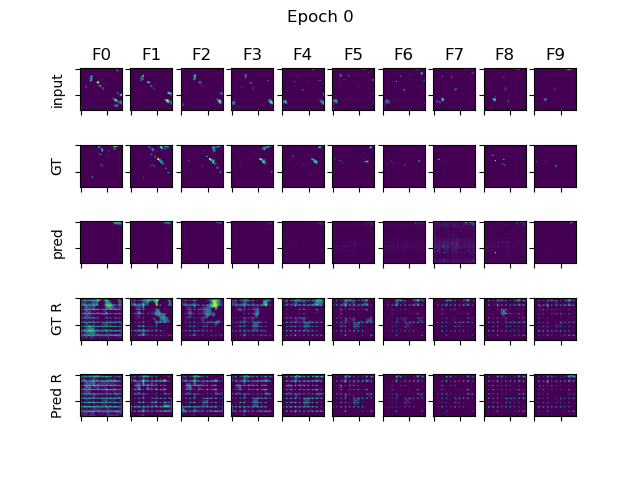 Epoch 0
F0 F1 F2 F3 F4 F5 F6 F7 F8 F9
input
GT
pred
GT R
Pred R